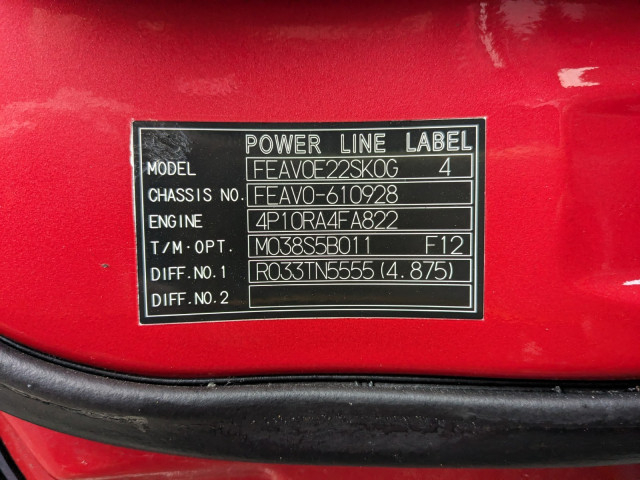 POWER LINE LABEL
MODEL FEAV0E22SK0G 4
CHASSIS NO. FEAV0-610928
ENGINE 4P10RA4FA822
T/M·OPT. M038S5B011 F12
DIFF.NO.1 R033TN5555(4.875)
DIFF.NO.2